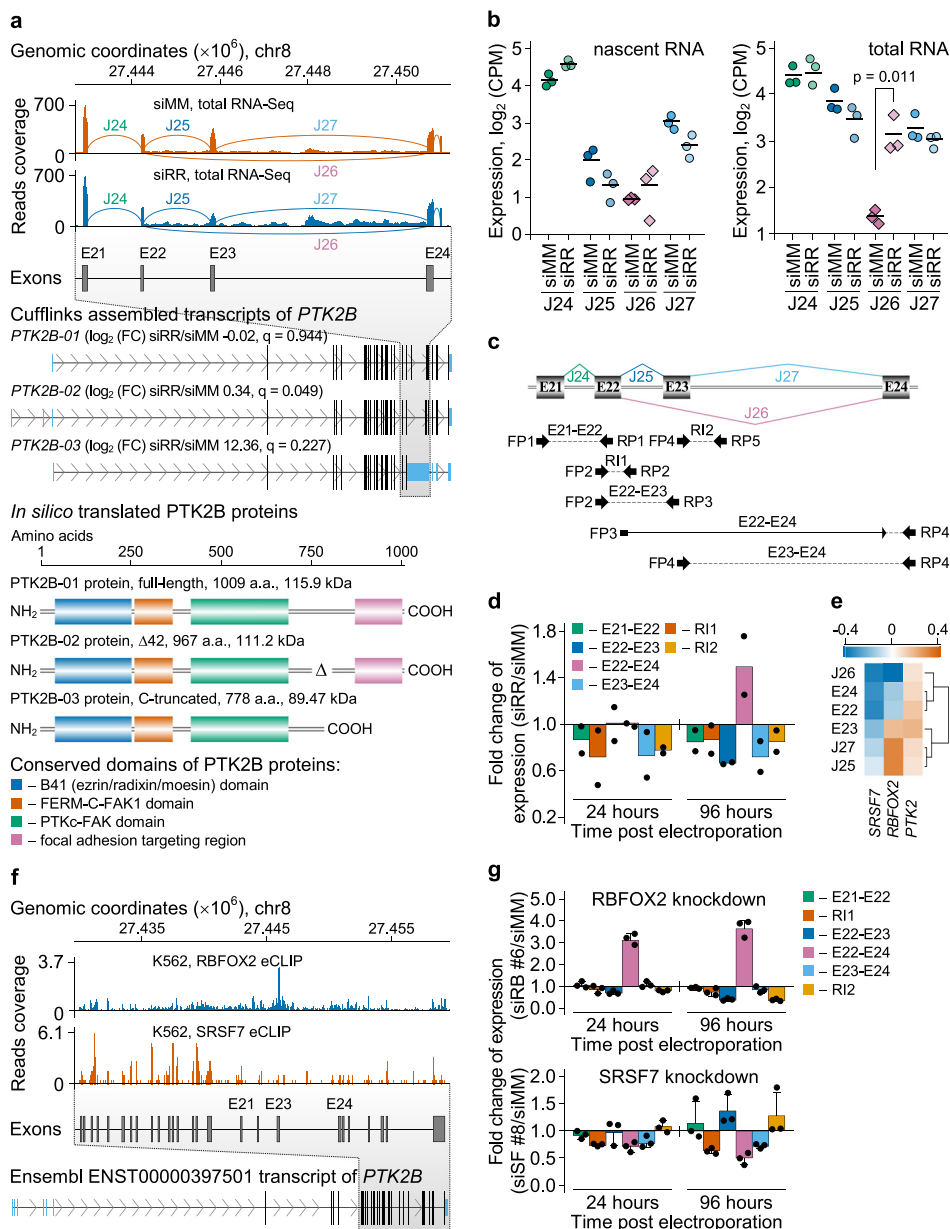 a
Genomic coordinates (×10⁶), chr8
27.444 27.446 27.448 27.450
700
siMM, total RNA-Seq
J24 J25 J27
0
J26
700
siRR, total RNA-Seq
J24 J25 J27
0
J26
Reads coverage
E21 E22 E23 E24
Exons
Cufflinks assembled transcripts of PTK2B
PTK2B-01 (log₂ (FC) siRR/siMM -0.02, q = 0.944)
PTK2B-02 (log₂ (FC) siRR/siMM 0.34, q = 0.049)
PTK2B-03 (log₂ (FC) siRR/siMM 12.36, q = 0.227)
In silico translated PTK2B proteins
Amino acids
1 250 500 750 1000
PTK2B-01 protein, full-length, 1009 a.a., 115.9 kDa
NH₂ COOH
PTK2B-02 protein, Δ42, 967 a.a., 111.2 kDa
NH₂ Δ COOH
PTK2B-03 protein, C-truncated, 778 a.a., 89.47 kDa
NH₂ COOH
Conserved domains of PTK2B proteins:
– B41 (ezrin/radixin/moesin) domain
– FERM-C-FAK1 domain
– PTKc-FAK domain
– focal adhesion targeting region
b
nascent RNA
Expression, log₂ (CPM)
5
4
3
2
1
0
siMM siRR siMM siRR siMM siRR siMM siRR
J24 J25 J26 J27
total RNA
p = 0.011
Expression, log₂ (CPM)
5
4
3
1
siMM siRR siMM siRR siMM siRR siMM siRR
J24 J25 J26 J27
c
J24 J25 J27
E21 E22 E23 E24
J26
E21-E22 RI2
FP1 RP1 FP4 RP5
RI1
FP2 RP2
E22-E23
FP2 RP3
E22-E24
FP3 RP4
E23-E24
FP4 RP4
d
Fold change of
expression (siRR/siMM)
1.8
1.4
1.0
0.6
0.2
– E21-E22
– E22-E23
– E22-E24
– E23-E24
– RI1
– RI2
24 hours 96 hours
Time post electroporation
e
-0.4 0.4
J26
E24
E22
E23
J27
J25
SRSF7 RBFOX2 PTK2
f
Genomic coordinates (×10⁶), chr8
27.435 27.445 27.455
3.7
K562, RBFOX2 eCLIP
0
6.1
K562, SRSF7 eCLIP
0
Reads coverage
E21 E23 E24
Exons
Ensembl ENST00000397501 transcript of PTK2B
g
Fold change of expression
(siRB #6/siMM)
5.0
4.0
3.0
2.0
1.0
0.0
RBFOX2 knockdown
– E21-E22
– RI1
– E22-E23
– E22-E24
– E23-E24
– RI2
24 hours 96 hours
Time post electroporation
(siSF #8/siMM)
2.0
1.5
1.0
0.5
0.0
SRSF7 knockdown
24 hours 96 hours
Time post electroporation